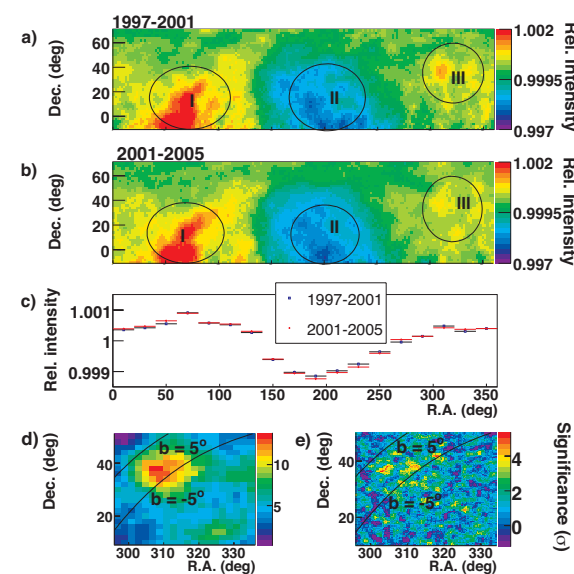 1997-2001
a)
Dec. (deg)
60
40
20
0
I
II
III
1.002
0.9995
0.997
Rel. intensity
2001-2005
b)
Dec. (deg)
60
40
20
0
I
II
III
1.002
0.9995
0.997
Rel. intensity
c)
Rel. intensity
1.001
1
0.999
1997-2001
2001-2005
0 50 100 150 200 250 300 350
R.A. (deg)
d)
Dec. (deg)
40
20
b = 5°
b = -5°
10
5
0
300 310 320 330
R.A. (deg)
e)
Dec. (deg)
40
20
b = 5°
b = -5°
4
2
0
300 310 320 330
R.A. (deg)
Significance (σ)